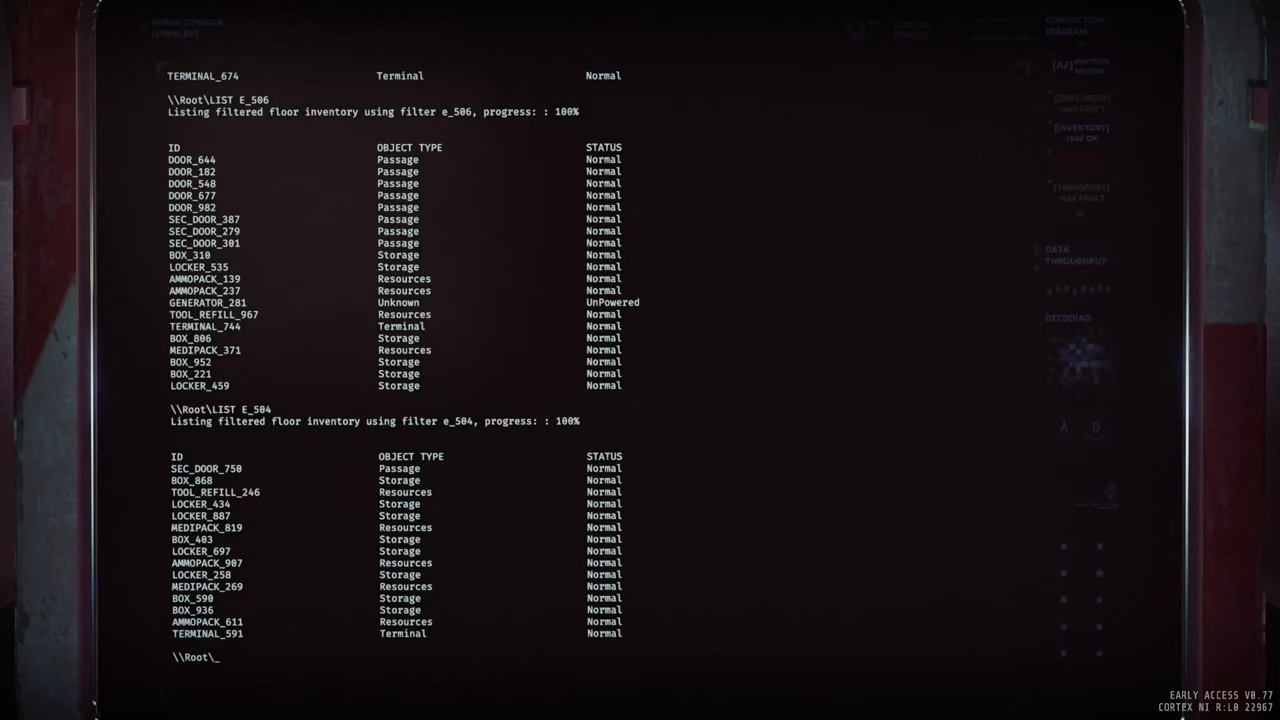 DEBUG CONSOLE
[ENABLED]
CONNECTION
DIAGRAM
TERMINAL_674 Terminal Normal
\\Root\LIST E_506
Listing filtered floor inventory using filter e_506, progress: : 100%
[INVENTORY]
read OK
ID OBJECT TYPE STATUS
DOOR_644 Passage Normal
DOOR_182 Passage Normal
DOOR_548 Passage Normal
[TRANSPORT]
read FAULT
DOOR_677 Passage Normal
DOOR_982 Passage Normal
SEC_DOOR_387 Passage Normal
SEC_DOOR_279 Passage Normal
SEC_DOOR_301 Passage Normal
DATA
THROUGHPUT
BOX_310 Storage Normal
LOCKER_535 Storage Normal
AMMOPACK_139 Resources Normal
AMMOPACK_237 Resources Normal
GENERATOR_281 Unknown UnPowered
TOOL_REFILL_967 Resources Normal
DECODING
TERMINAL_744 Terminal Normal
BOX_806 Storage Normal
MEDIPACK_371 Resources Normal
BOX_952 Storage Normal
BOX_221 Storage Normal
LOCKER_459 Storage Normal
\\Root\LIST E_504
Listing filtered floor inventory using filter e_504, progress: : 100%
A D
ID OBJECT TYPE STATUS
SEC_DOOR_750 Passage Normal
BOX_868 Storage Normal
TOOL_REFILL_246 Resources Normal
LOCKER_434 Storage Normal
LOCKER_887 Storage Normal
MEDIPACK_819 Resources Normal
BOX_403 Storage Normal
LOCKER_697 Storage Normal
AMMOPACK_907 Resources Normal
LOCKER_258 Storage Normal
MEDIPACK_269 Resources Normal
BOX_590 Storage Normal
BOX_936 Storage Normal
AMMOPACK_611 Resources Normal
TERMINAL_591 Terminal Normal
\\Root\_
EARLY ACCESS V0.77
CORTEX NI R:L0 22967